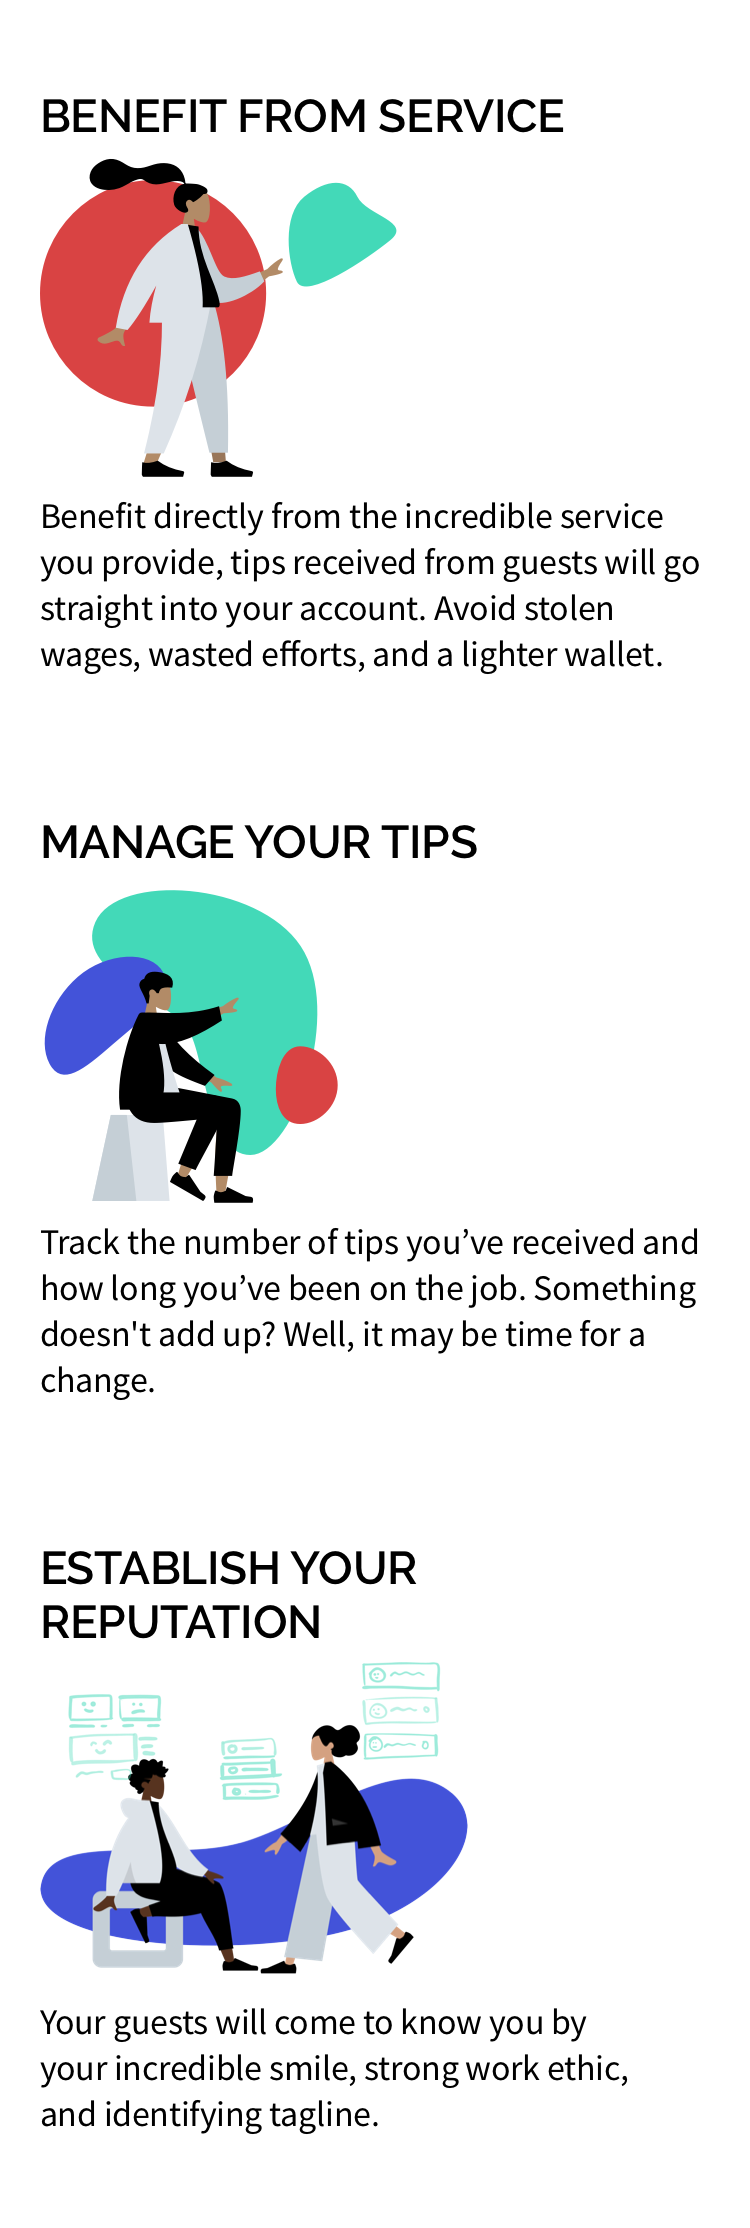 BENEFIT FROM SERVICE
Benefit directly from the incredible service
you provide, tips received from guests will go
straight into your account. Avoid stolen
wages, wasted efforts, and a lighter wallet.
MANAGE YOUR TIPS
Track the number of tips you’ve received and
how long you’ve been on the job. Something
doesn't add up? Well, it may be time for a
change.
ESTABLISH YOUR
REPUTATION
Your guests will come to know you by
your incredible smile, strong work ethic,
and identifying tagline.